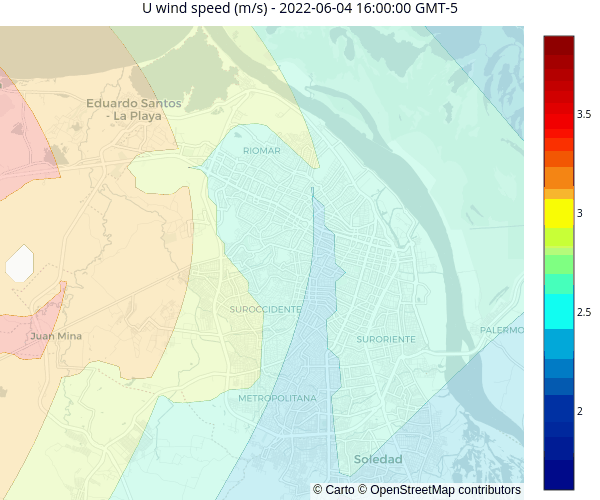 U wind speed (m/s) - 2022-06-04 16:00:00 GMT-5
Eduardo Santos
- La Playa
RIOMAR
3.5
3
2.5
2
SUROCCIDENTE
Juan Mina
SURORIENTE
PALERMO
METROPOLITANA
Soledad
© Carto © OpenStreetMap contributors